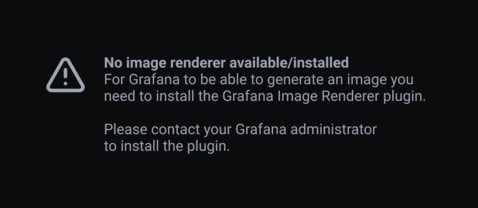 No image renderer available/installed
For Grafana to be able to generate an image you
need to install the Grafana Image Renderer plugin.
Please contact your Grafana administrator
to install the plugin.